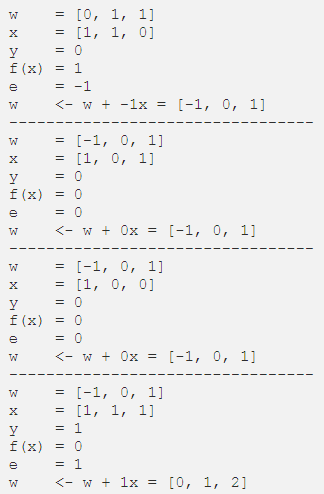 w    = [0, 1, 1]
x    = [1, 1, 0]
y    = 0
f(x) = 1
e    = -1
w    <- w + -1x = [-1, 0, 1]
---------------------------------
w    = [-1, 0, 1]
x    = [1, 0, 1]
y    = 0
f(x) = 0
e    = 0
w    <- w + 0x = [-1, 0, 1]
---------------------------------
w    = [-1, 0, 1]
x    = [1, 0, 0]
y    = 0
f(x) = 0
e    = 0
w    <- w + 0x = [-1, 0, 1]
---------------------------------
w    = [-1, 0, 1]
x    = [1, 1, 1]
y    = 1
f(x) = 0
e    = 1
w    <- w + 1x = [0, 1, 2]